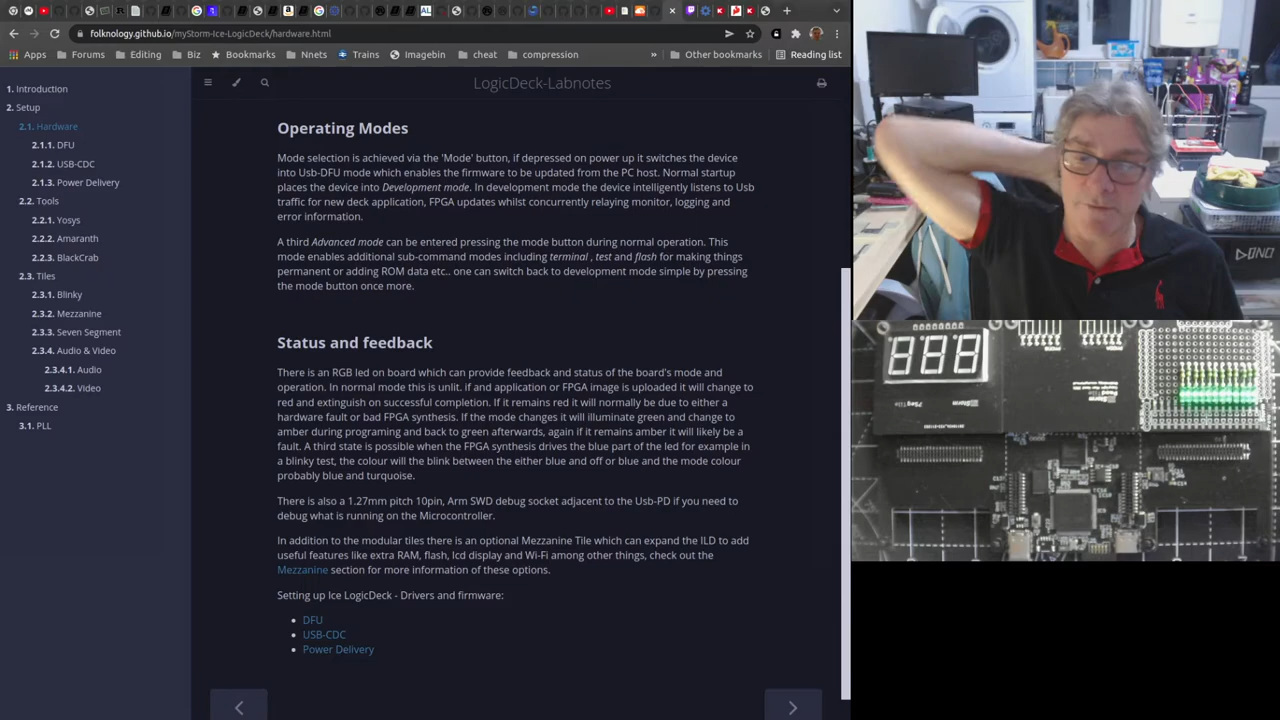 folknology.github.io/myStorm-Ice-LogicDeck/hardware.html
Apps Forums Editing Biz Bookmarks Nnets Trains Imagebin cheat compression » Other bookmarks Reading list
LogicDeck-Labnotes
1. Introduction
2. Setup
2.1. Hardware
2.1.1. DFU
2.1.2. USB-CDC
2.1.3. Power Delivery
2.2. Tools
2.2.1. Yosys
2.2.2. Amaranth
2.2.3. BlackCrab
2.3. Tiles
2.3.1. Blinky
2.3.2. Mezzanine
2.3.3. Seven Segment
2.3.4. Audio & Video
2.3.4.1. Audio
2.3.4.2. Video
3. Reference
3.1. PLL
Operating Modes
Mode selection is achieved via the 'Mode' button, if depressed on power up it switches the device
into Usb-DFU mode which enables the firmware to be updated from the PC host. Normal startup
places the device into Development mode. In development mode the device intelligently listens to Usb
traffic for new deck application, FPGA updates whilst concurrently relaying monitor, logging and
error information.
A third Advanced mode can be entered pressing the mode button during normal operation. This
mode enables additional sub-command modes including terminal , test and flash for making things
permanent or adding ROM data etc.. one can switch back to development mode simple by pressing
the mode button once more.
Status and feedback
There is an RGB led on board which can provide feedback and status of the board's mode and
operation. In normal mode this is unlit. if and application or FPGA image is uploaded it will change to
red and extinguish on successful completion. If it remains red it will normally be due to either a
hardware fault or bad FPGA synthesis. If the mode changes it will illuminate green and change to
amber during programing and back to green afterwards, again if it remains amber it will likely be a
fault. A third state is possible when the FPGA synthesis drives the blue part of the led for example in
a blinky test, the colour will the blink between the either blue and off or blue and the mode colour
probably blue and turquoise.
There is also a 1.27mm pitch 10pin, Arm SWD debug socket adjacent to the Usb-PD if you need to
debug what is running on the Microcontroller.
In addition to the modular tiles there is an optional Mezzanine Tile which can expand the ILD to add
useful features like extra RAM, flash, lcd display and Wi-Fi among other things, check out the
Mezzanine section for more information of these options.
Setting up Ice LogicDeck - Drivers and firmware:
DFU
USB-CDC
Power Delivery